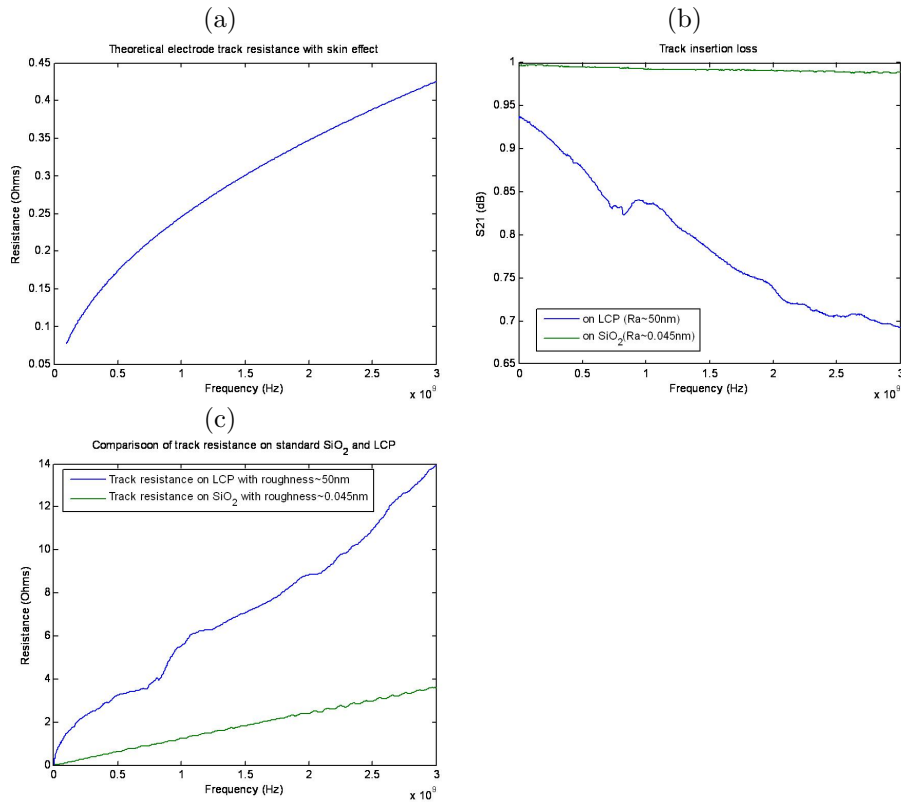 (a)
Theoretical electrode track resistance with skin effect
0.45
0.4
0.35
0.3
0.25
0.2
0.15
0.1
0.05
Resistance (Ohms)
0 0.5 1 1.5 2 2.5 3
Frequency (Hz)
x 10⁹
(b)
Track insertion loss
1
0.95
0.9
0.85
0.8
0.75
0.7
0.65
S21 (dB)
on LCP (Ra~50nm)
on SiO₂(Ra~0.045nm)
0 0.5 1 1.5 2 2.5 3
Frequency (Hz)
x 10⁹
(c)
Comparisoon of track resistance on standard SiO₂ and LCP
14
12
10
8
6
4
2
0
Resistance (Ohms)
Track resistance on LCP with roughness~50nm
Track resistance on SiO₂ with roughness~0.045nm
0 0.5 1 1.5 2 2.5 3
Frequency (Hz)
x 10⁹